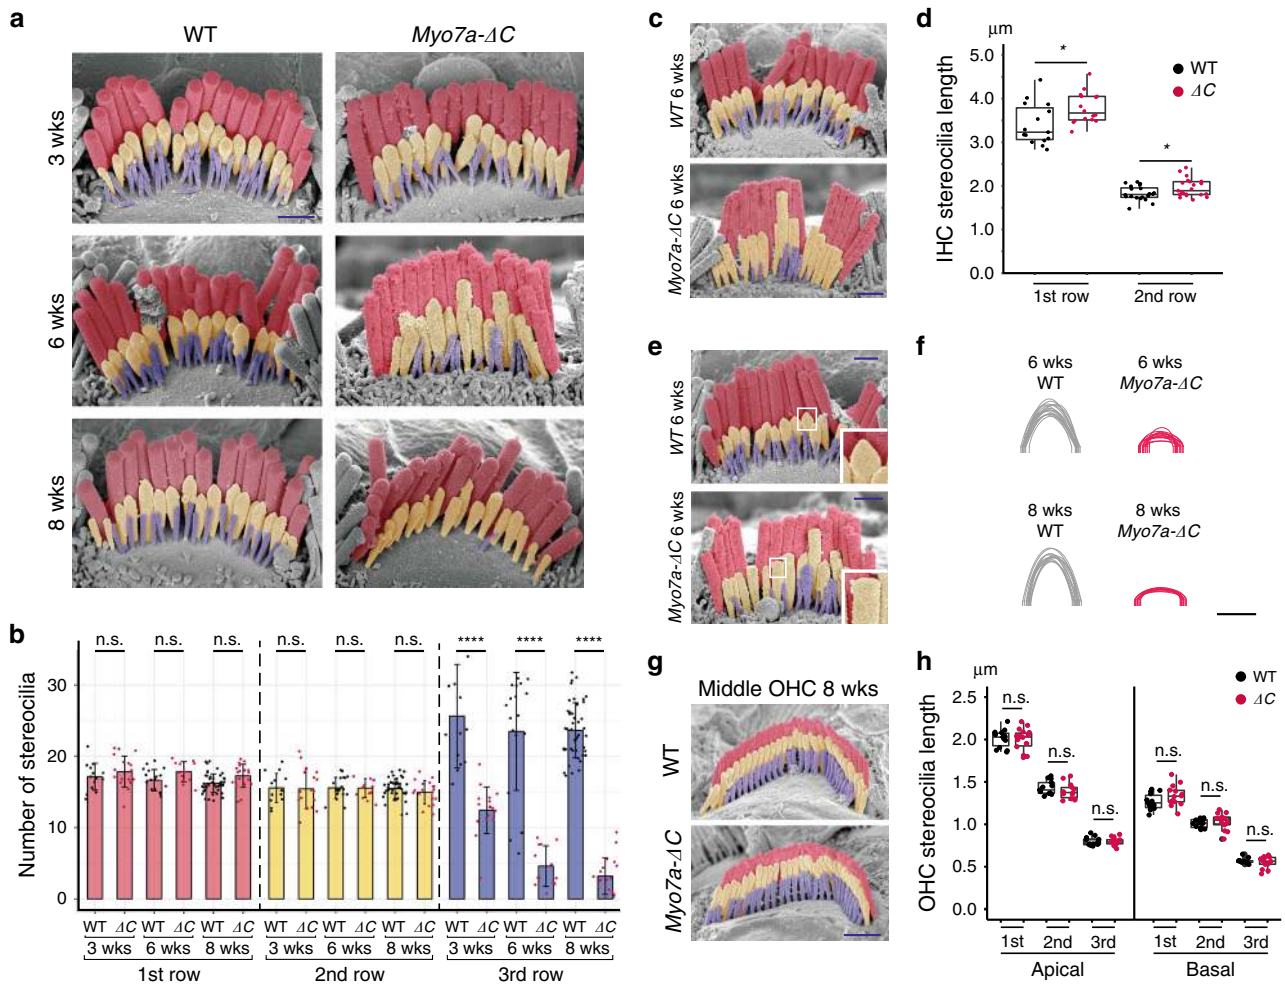 a
WT
Myo7a-ΔC
3 wks
6 wks
8 wks
b
Number of stereocilia
30
20
10
0
n.s. n.s. n.s. n.s. n.s. n.s. **** **** ****
WT ΔC WT ΔC WT ΔC WT ΔC WT ΔC WT ΔC WT ΔC WT ΔC WT ΔC
3 wks 6 wks 8 wks 3 wks 6 wks 8 wks 3 wks 6 wks 8 wks
1st row 2nd row 3rd row
c
WT 6 wks
Myo7a-ΔC 6 wks
d
μm
IHC stereocilia length
5.0
4.0
3.0
2.0
1.0
0.0
*
*
WT
ΔC
1st row 2nd row
e
WT 6 wks
Myo7a-ΔC 6 wks
f
6 wks
WT
6 wks
Myo7a-ΔC
8 wks
WT
8 wks
Myo7a-ΔC
g
Middle OHC 8 wks
WT
Myo7a-ΔC
h
μm
OHC stereocilia length
2.5
2.0
1.5
1.0
0.5
0.0
WT
ΔC
n.s. n.s. n.s. n.s. n.s. n.s.
1st 2nd 3rd 1st 2nd 3rd
Apical Basal